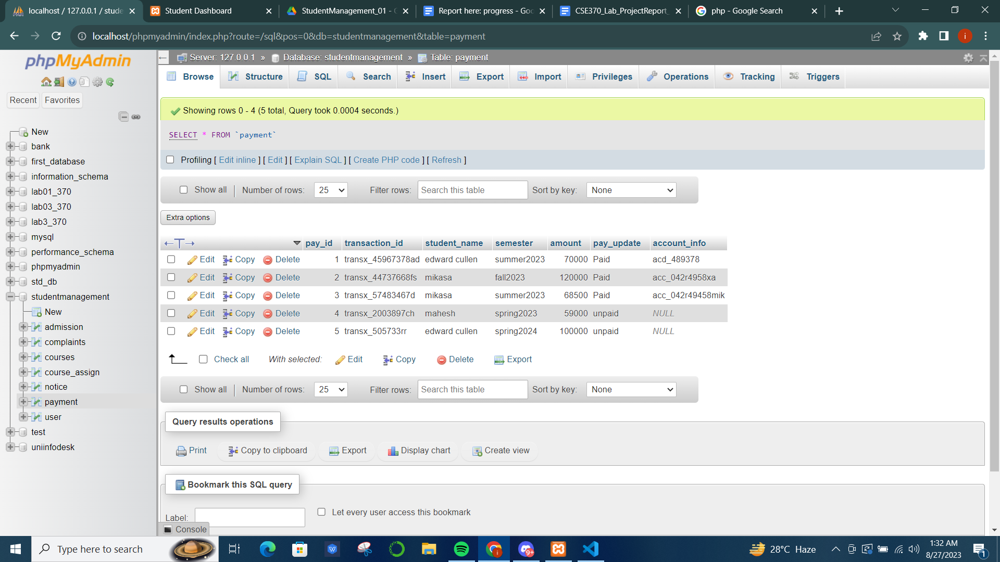 localhost / 127.0.0.1 / stude
Student Dashboard
StudentManagement_01 - G
Report here: progress - Goo
CSE370_Lab_ProjectReport_
php - Google Search
localhost/phpmyadmin/index.php?route=/sql&pos=0&db=studentmanagement&table=payment
i
phpMyAdmin
Recent
Favorites
New
bank
first_database
information_schema
lab01_370
lab03_370
lab3_370
mysql
performance_schema
phpmyadmin
std_db
studentmanagement
New
admission
complaints
courses
course_assign
notice
payment
user
test
uniinfodesk
Server: 127.0.0.1 » Database: studentmanagement » Table: payment
Browse Structure SQL Search Insert Export Import Privileges Operations Tracking Triggers
Showing rows 0 - 4 (5 total, Query took 0.0004 seconds.)
SELECT * FROM `payment`
Profiling [ Edit inline ] [ Edit ] [ Explain SQL ] [ Create PHP code ] [ Refresh ]
Show all | Number of rows: 25 Filter rows: Search this table Sort by key: None
Extra options
←T→ pay_id transaction_id student_name semester amount pay_update account_info
Edit Copy Delete 1 transx_45967378ad edward cullen summer2023 70000 Paid acd_489378
Edit Copy Delete 2 transx_44737668fs mikasa fall2023 120000 Paid acc_042r4958xa
Edit Copy Delete 3 transx_57483467d mikasa summer2023 68500 Paid acc_042r49458mik
Edit Copy Delete 4 transx_2003897ch mahesh spring2023 59000 unpaid NULL
Edit Copy Delete 5 transx_505733rr edward cullen spring2024 100000 unpaid NULL
Check all With selected: Edit Copy Delete Export
Show all | Number of rows: 25 Filter rows: Search this table Sort by key: None
Query results operations
Print Copy to clipboard Export Display chart Create view
Bookmark this SQL query
Label: Let every user access this bookmark
Console
Type here to search
9+
28°C Haze
1:32 AM
8/27/2023
1